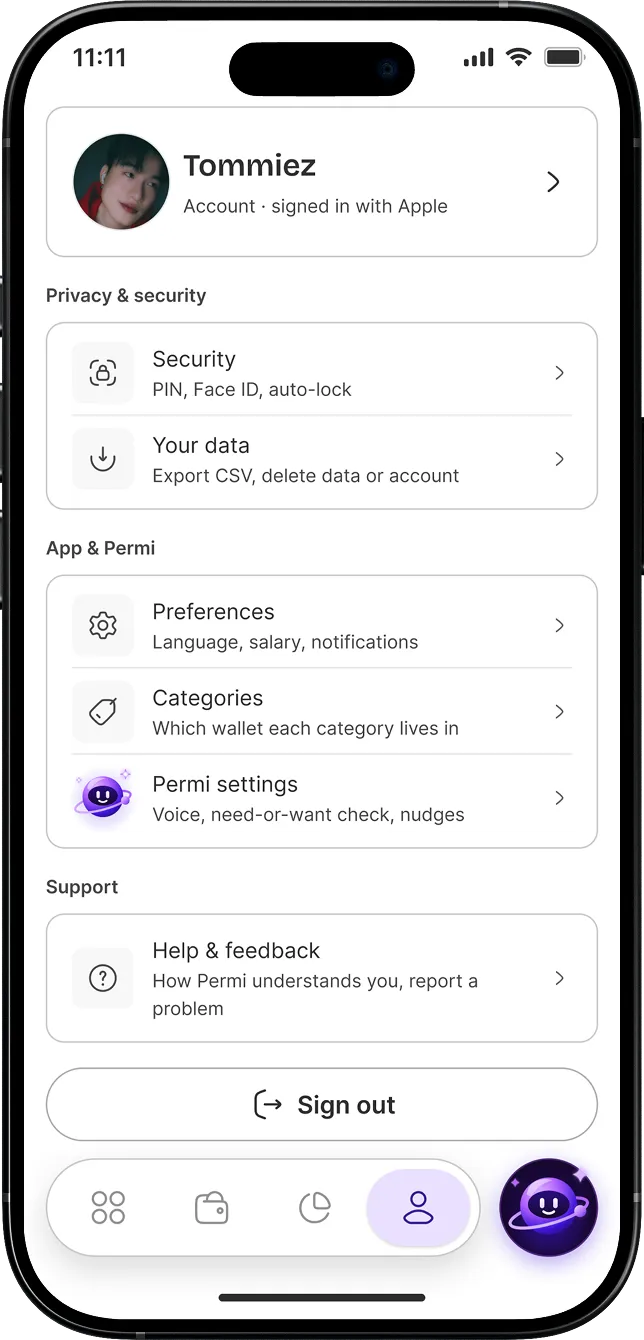 11:11
Tommiez
Account · signed in with Apple
Privacy & security
Security
PIN, Face ID, auto-lock
Your data
Export CSV, delete data or account
App & Permi
Preferences
Language, salary, notifications
Categories
Which wallet each category lives in
Permi settings
Voice, need-or-want check, nudges
Support
Help & feedback
How Permi understands you, report a
problem
Sign out